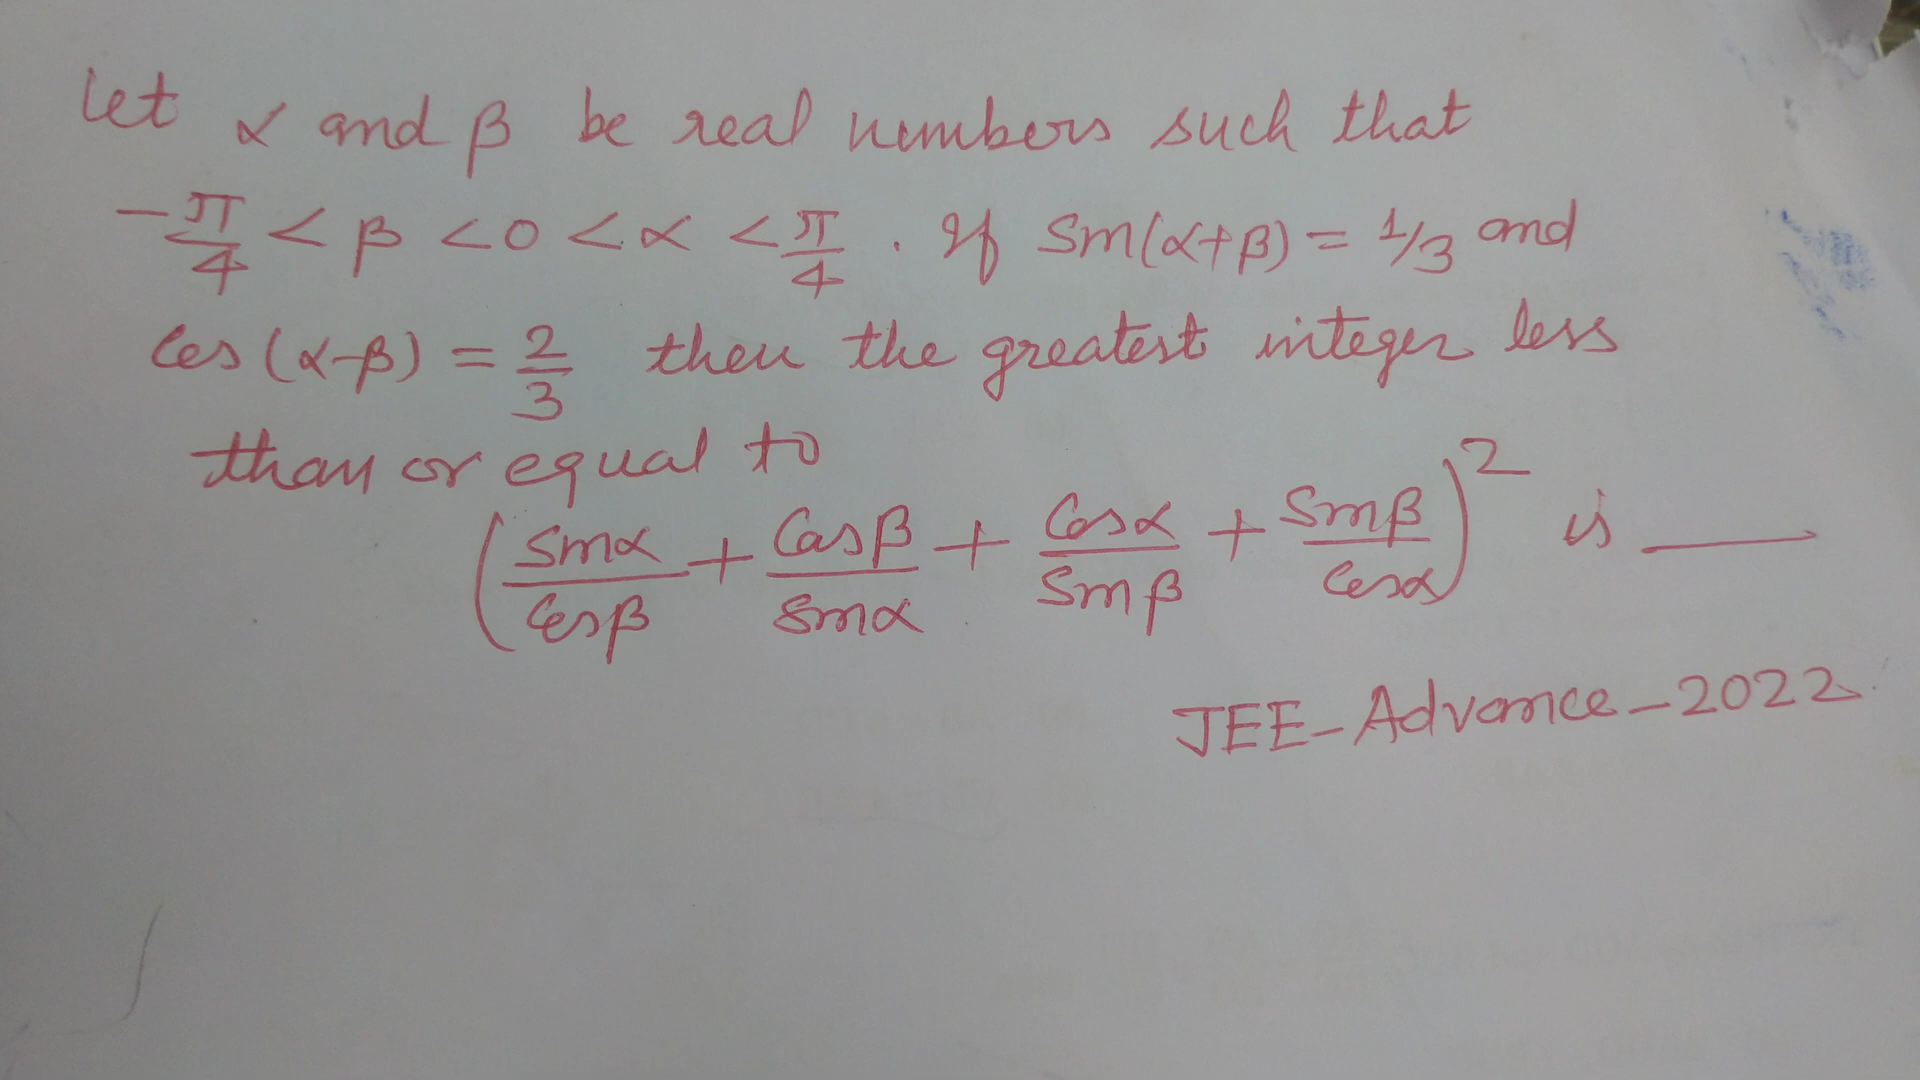 Let α and β be real numbers such that
-π/4 < β < 0 < α < π/4 . If Sin(α+β) = 1/3 and
Cos(α-β) = 2/3 then the greatest integer less
than or equal to
(Sinα/Cosβ + Cosβ/Sinα + Cosα/Sinβ + Sinβ/Cosα)² is ____
JEE-Advance-2022